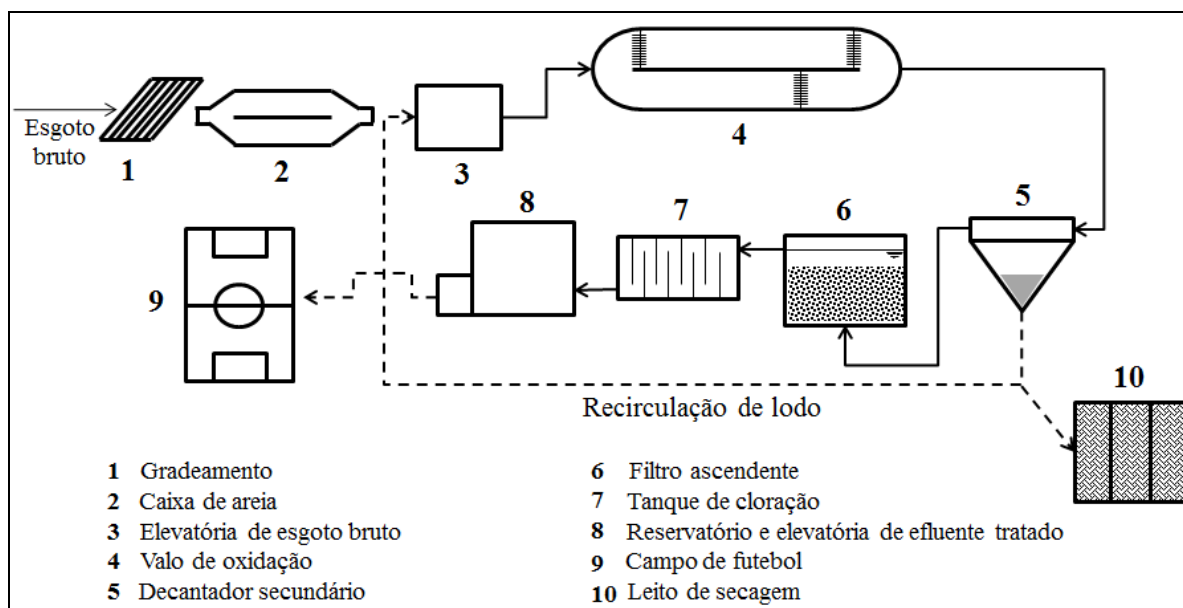 Esgoto
bruto
1
2
3
4
5
6
7
8
9
10
Recirculação de lodo
1 Gradeamento
2 Caixa de areia
3 Elevatória de esgoto bruto
4 Valo de oxidação
5 Decantador secundário
6 Filtro ascendente
7 Tanque de cloração
8 Reservatório e elevatória de efluente tratado
9 Campo de futebol
10 Leito de secagem